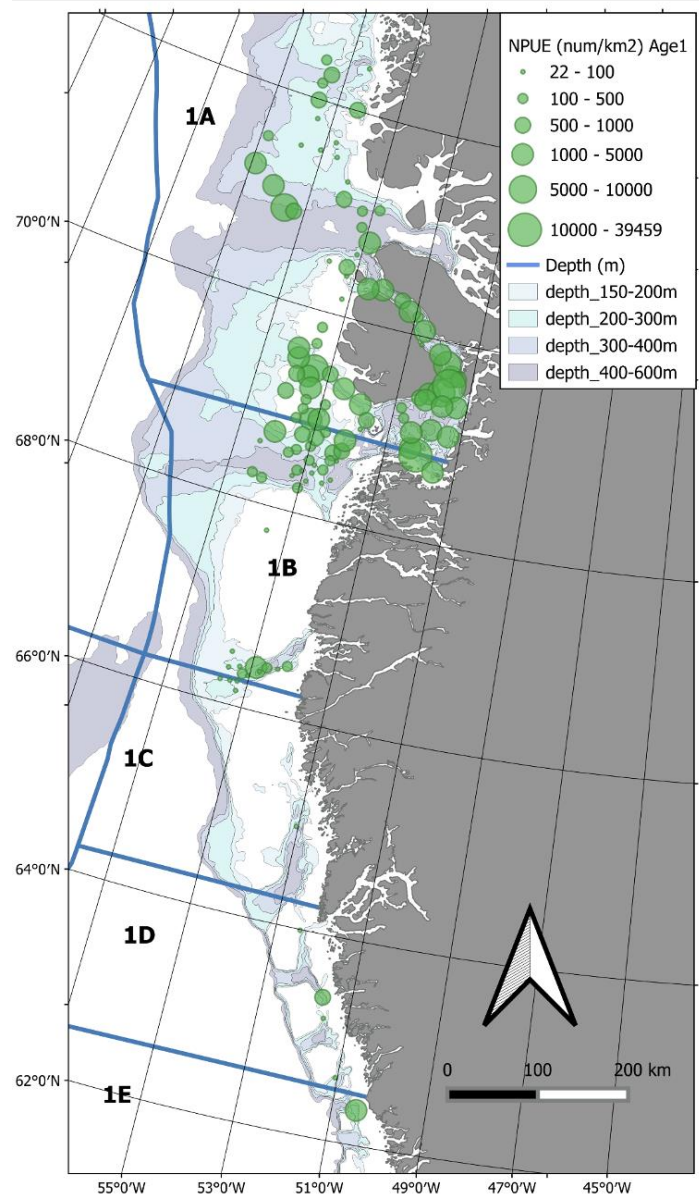 NPUE (num/km2) Age1
22 - 100
100 - 500
500 - 1000
1000 - 5000
5000 - 10000
10000 - 39459
Depth (m)
depth_150-200m
depth_200-300m
depth_300-400m
depth_400-600m
1A
70°0'N
68°0'N
1B
66°0'N
1C
64°0'N
1D
62°0'N
1E
0 100 200 km
55°0'W 53°0'W 51°0'W 49°0'W 47°0'W 45°0'W